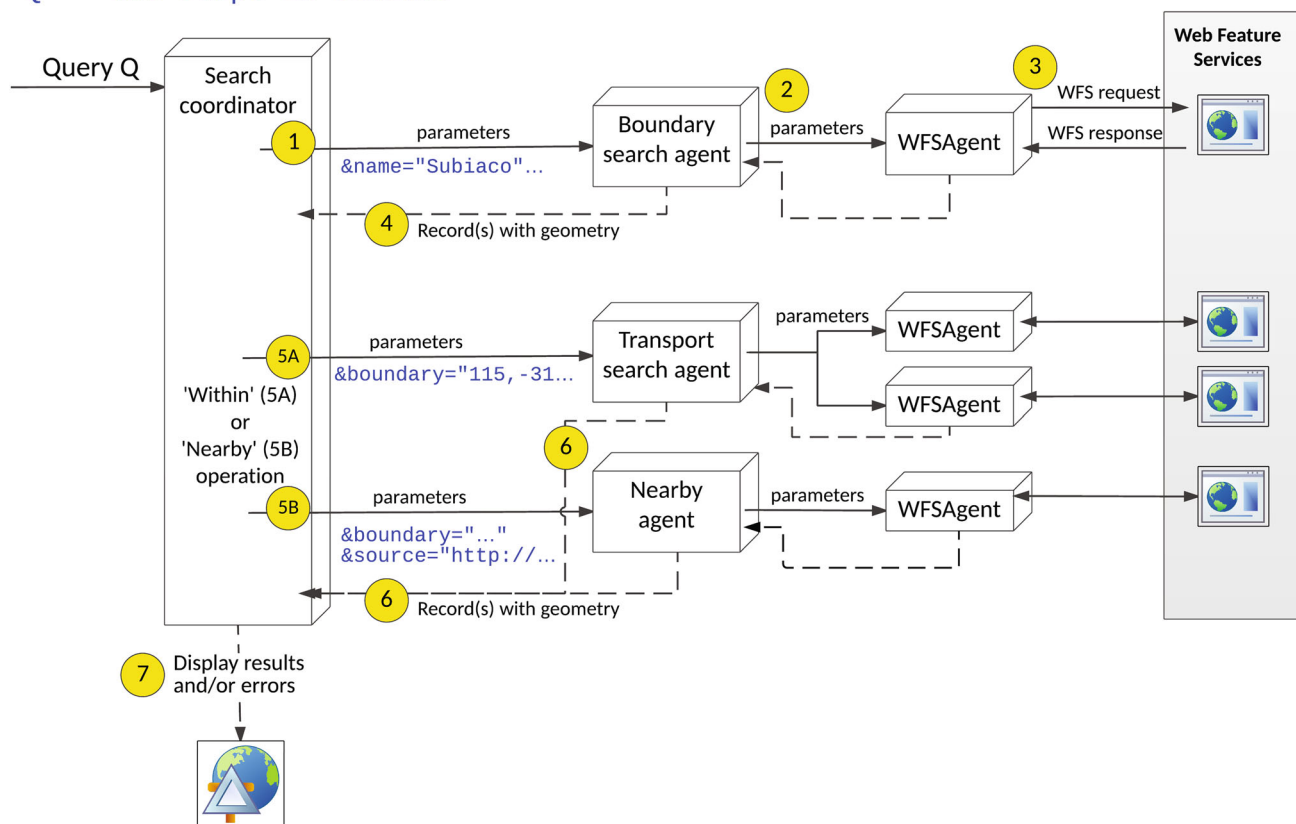 Query Q
Search
coordinator
1
parameters
&name="Subiaco"...
Boundary
search agent
2
parameters
WFSAgent
3
WFS request
WFS response
Web Feature
Services
4
Record(s) with geometry
5A
parameters
&boundary="115,-31...
Transport
search agent
parameters
WFSAgent
WFSAgent
'Within' (5A)
or
'Nearby' (5B)
operation
6
5B
parameters
&boundary="..."
&source="http://...
Nearby
agent
parameters
WFSAgent
6
Record(s) with geometry
7
Display results
and/or errors